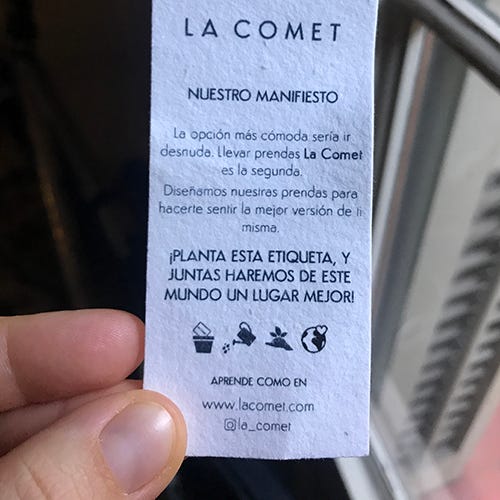 LA COMET
NUESTRO MANIFIESTO
La opción más cómoda sería ir
desnuda. Llevar prendas La Comet
es la segunda.
Diseñamos nuestras prendas para
hacerte sentir la mejor versión de ti
misma.
¡PLANTA ESTA ETIQUETA, Y
JUNTAS HAREMOS DE ESTE
MUNDO UN LUGAR MEJOR!
APRENDE COMO EN
www.lacomet.com
la_comet